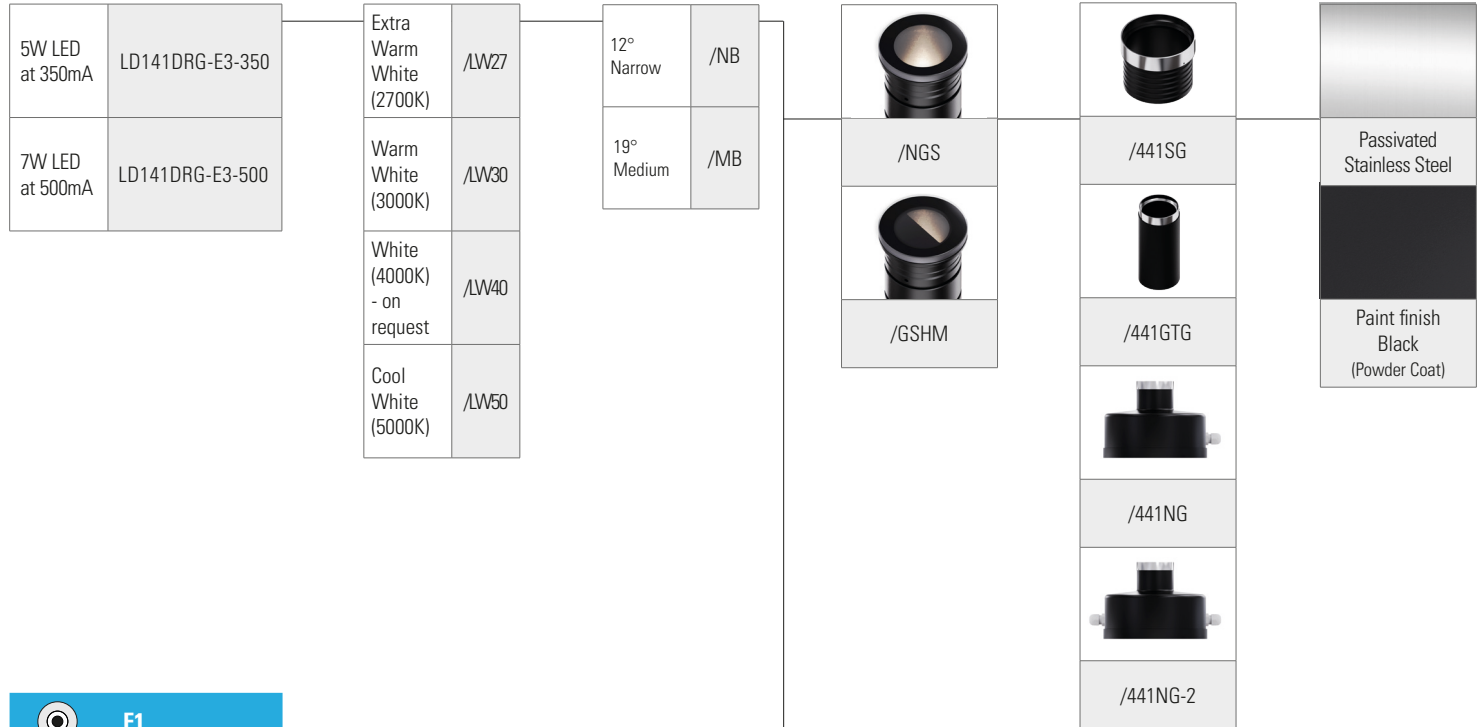 5W LED
at 350mA
LD141DRG-E3-350
7W LED
at 500mA
LD141DRG-E3-500
Extra
Warm
White
(2700K)
/LW27
Warm
White
(3000K)
/LW30
White
(4000K)
- on
request
/LW40
Cool
White
(5000K)
/LW50
12°
Narrow
/NB
19°
Medium
/MB
/NGS
/GSHM
/441SG
/441GTG
/441NG
/441NG-2
Passivated
Stainless Steel
Paint finish
Black
(Powder Coat)